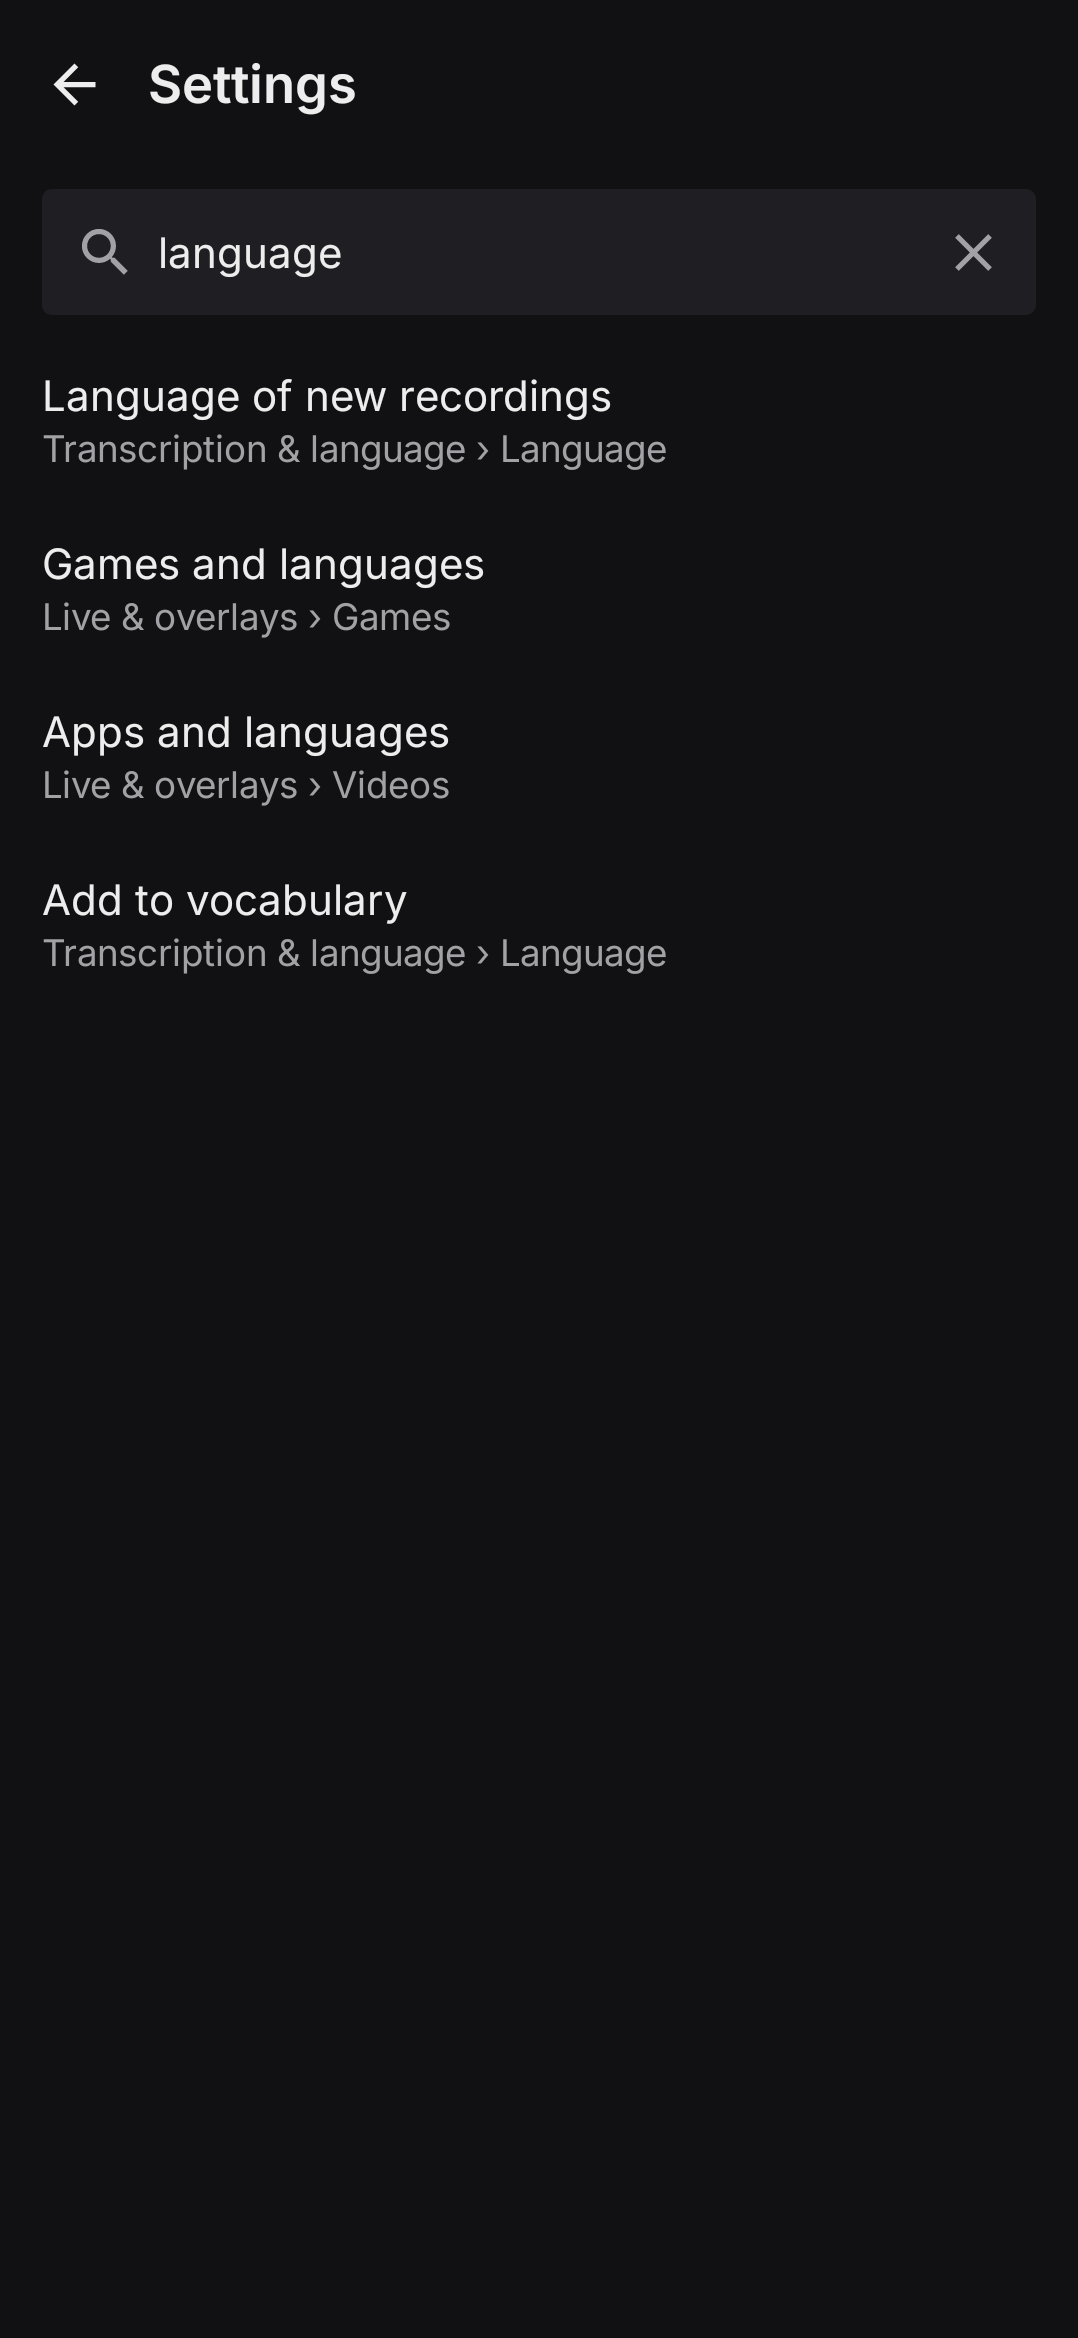 Settings
language
Language of new recordings
Transcription & language › Language
Games and languages
Live & overlays › Games
Apps and languages
Live & overlays › Videos
Add to vocabulary
Transcription & language › Language